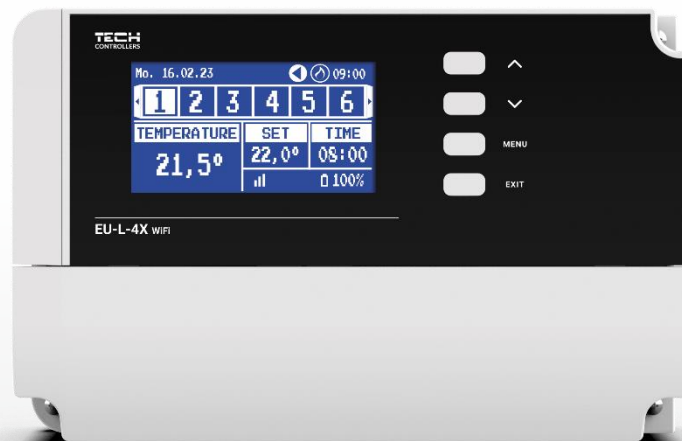 TECH
CONTROLLERS
Mo. 16.02.23 09:00
1 2 3 4 5 6
TEMPERATURE SET TIME
21,5° 22,0° 08:00
100%
MENU
EXIT
EU-L-4X WiFi